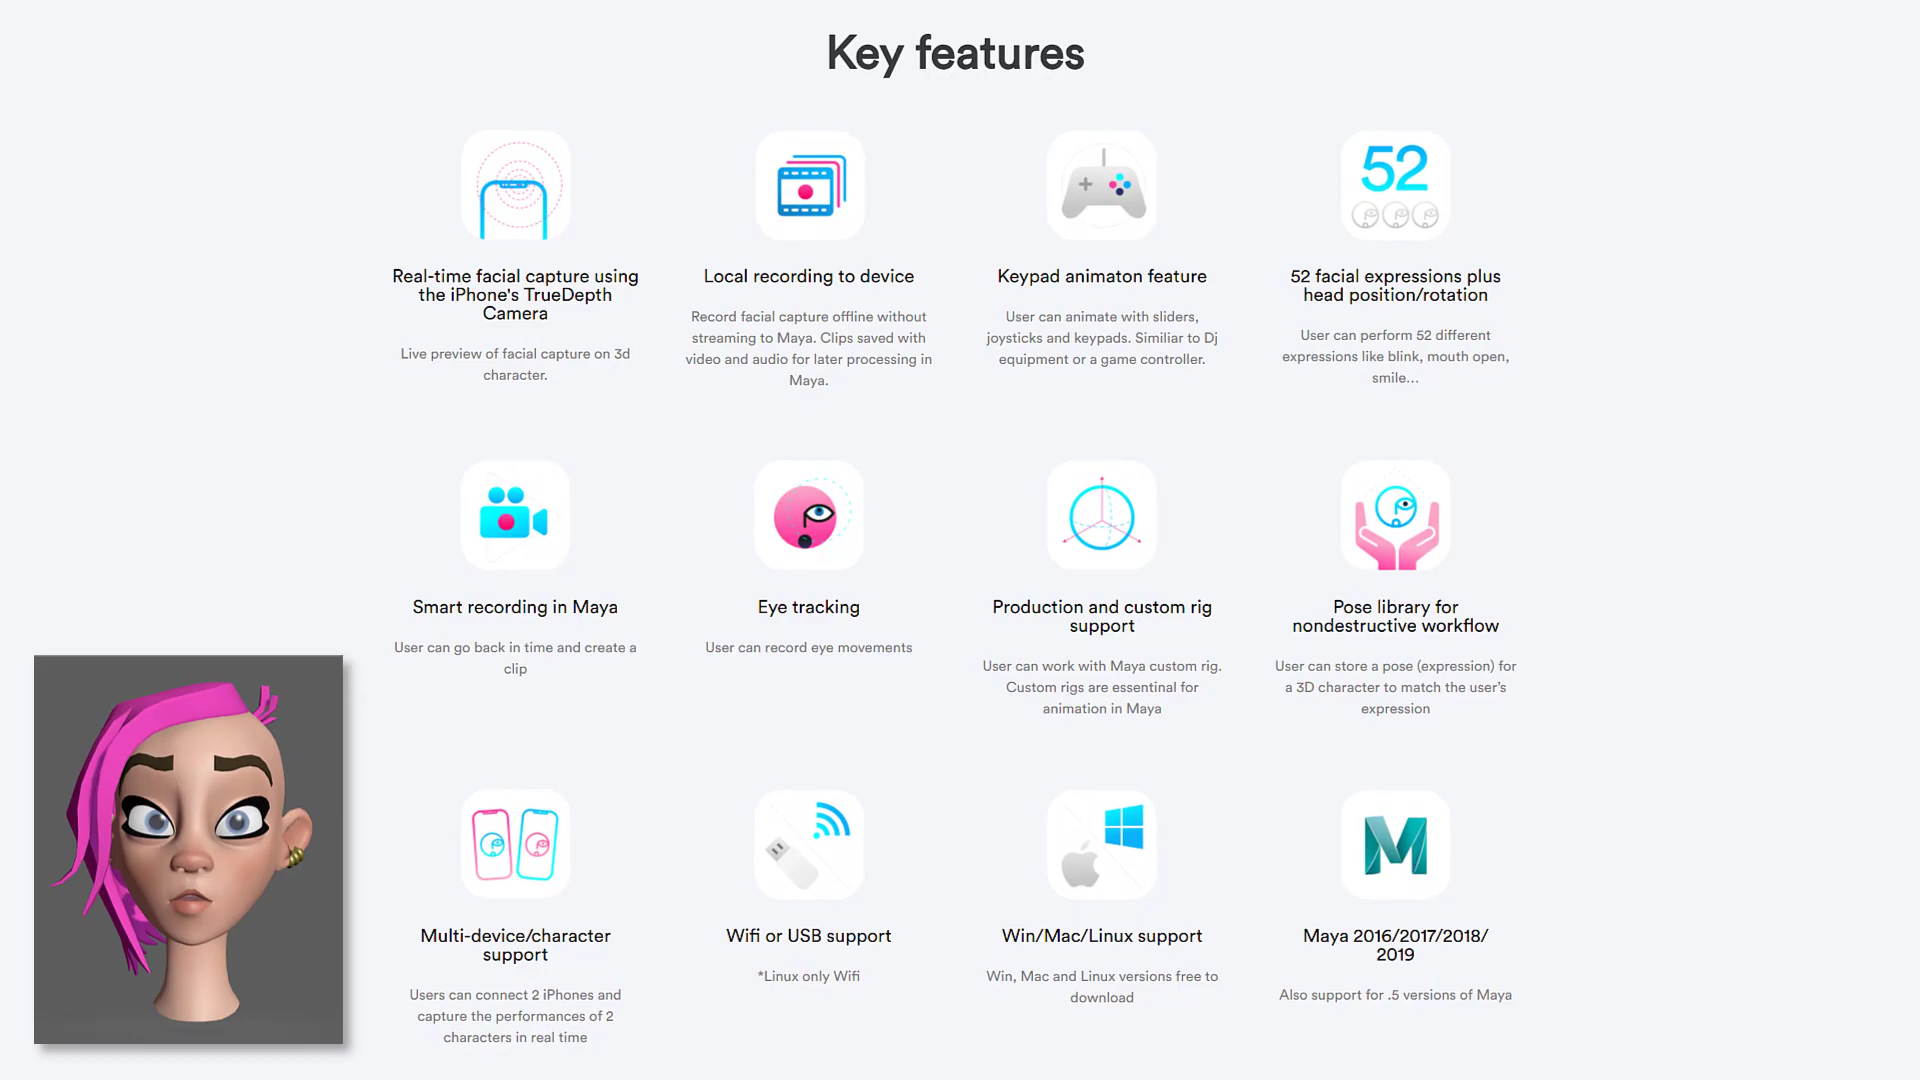 Key features
52
Real-time facial capture using
the iPhone's TrueDepth
Camera
Live preview of facial capture on 3d
character.
Local recording to device
Record facial capture offline without
streaming to Maya. Clips saved with
video and audio for later processing in
Maya.
Keypad animaton feature
User can animate with sliders,
joysticks and keypads. Similiar to Dj
equipment or a game controller.
52 facial expressions plus
head position/rotation
User can perform 52 different
expressions like blink, mouth open,
smile...
Smart recording in Maya
User can go back in time and create a
clip
Eye tracking
User can record eye movements
Production and custom rig
support
User can work with Maya custom rig.
Custom rigs are essentinal for
animation in Maya
Pose library for
nondestructive workflow
User can store a pose (expression) for
a 3D character to match the user's
expression
M
Multi-device/character
support
Users can connect 2 iPhones and
capture the performances of 2
characters in real time
Wifi or USB support
*Linux only Wifi
Win/Mac/Linux support
Win, Mac and Linux versions free to
download
Maya 2016/2017/2018/
2019
Also support for .5 versions of Maya